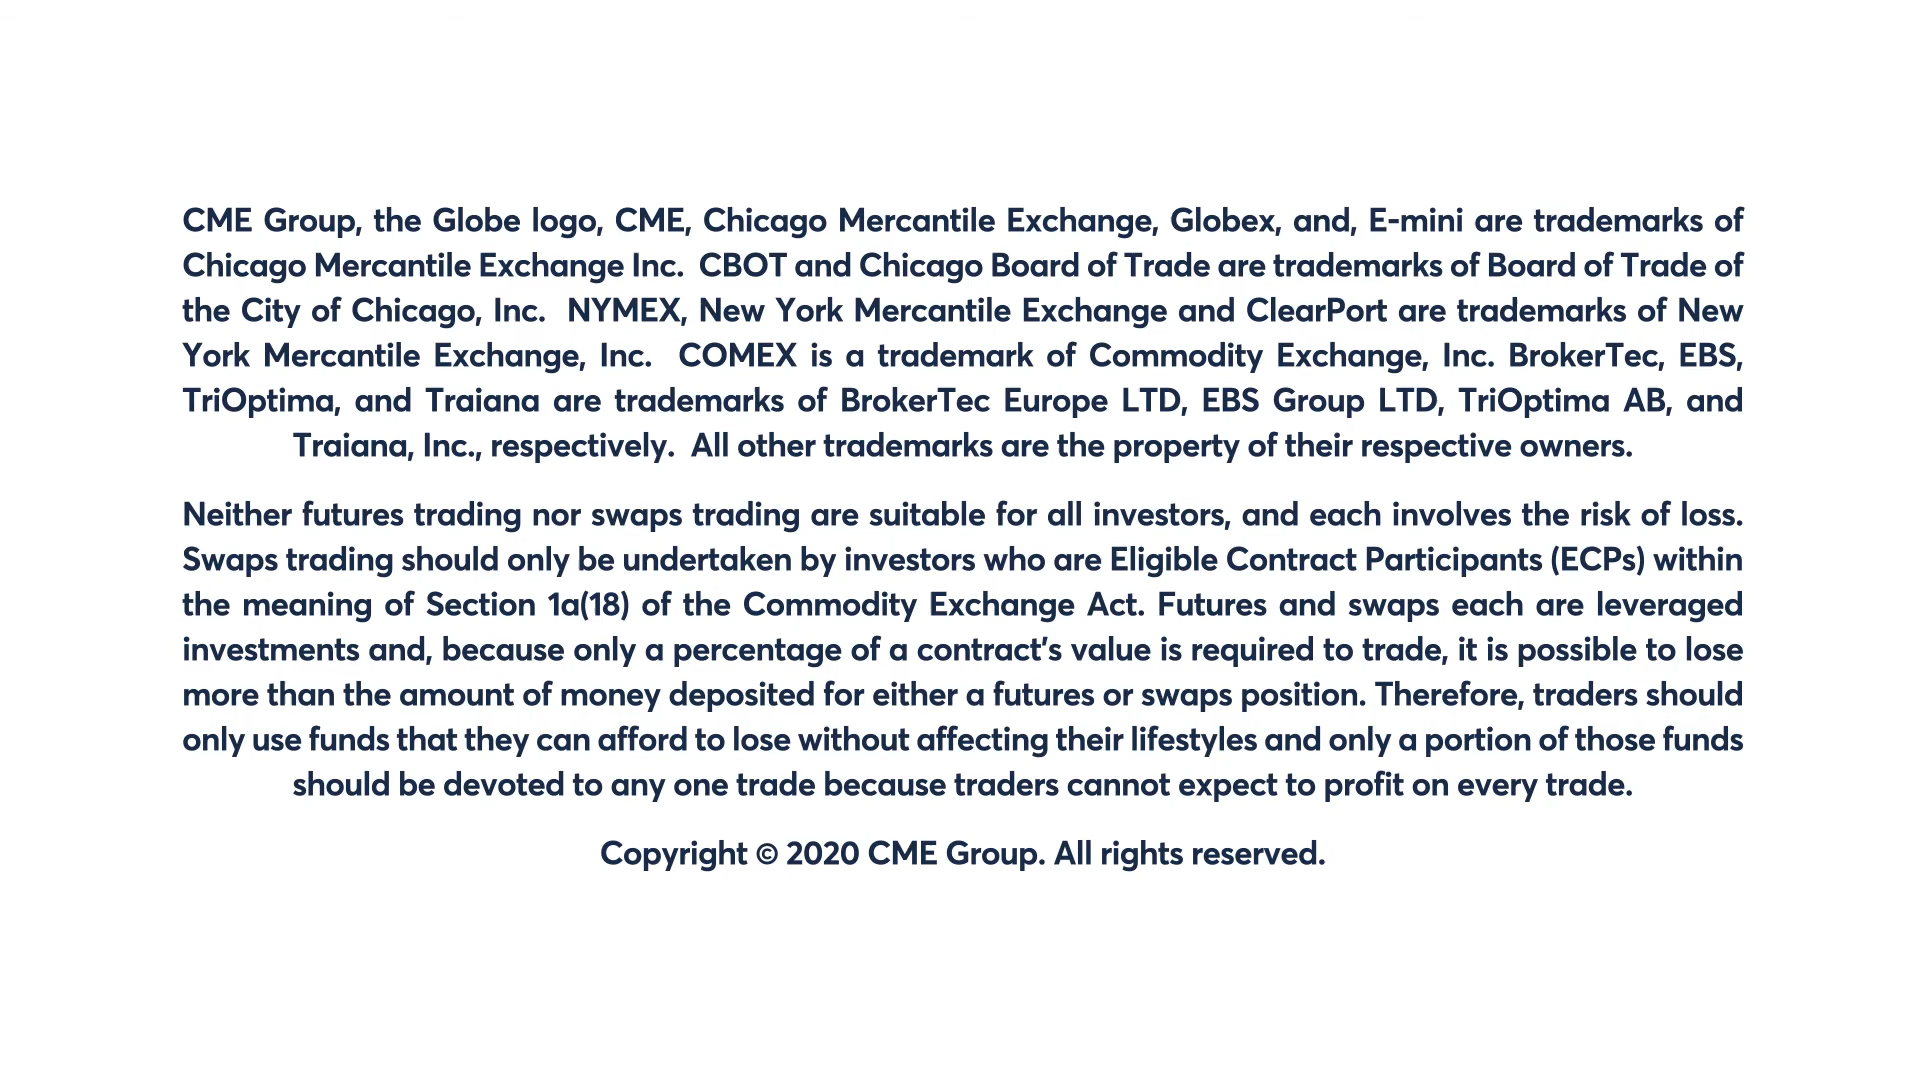 CME Group, the Globe logo, CME, Chicago Mercantile Exchange, Globex, and, E-mini are trademarks of
Chicago Mercantile Exchange Inc.  CBOT and Chicago Board of Trade are trademarks of Board of Trade of
the City of Chicago, Inc.  NYMEX, New York Mercantile Exchange and ClearPort are trademarks of New
York Mercantile Exchange, Inc.  COMEX is a trademark of Commodity Exchange, Inc. BrokerTec, EBS,
TriOptima, and Traiana are trademarks of BrokerTec Europe LTD, EBS Group LTD, TriOptima AB, and
Traiana, Inc., respectively.  All other trademarks are the property of their respective owners.
Neither futures trading nor swaps trading are suitable for all investors, and each involves the risk of loss.
Swaps trading should only be undertaken by investors who are Eligible Contract Participants (ECPs) within
the meaning of Section 1a(18) of the Commodity Exchange Act. Futures and swaps each are leveraged
investments and, because only a percentage of a contract's value is required to trade, it is possible to lose
more than the amount of money deposited for either a futures or swaps position. Therefore, traders should
only use funds that they can afford to lose without affecting their lifestyles and only a portion of those funds
should be devoted to any one trade because traders cannot expect to profit on every trade.
Copyright © 2020 CME Group. All rights reserved.